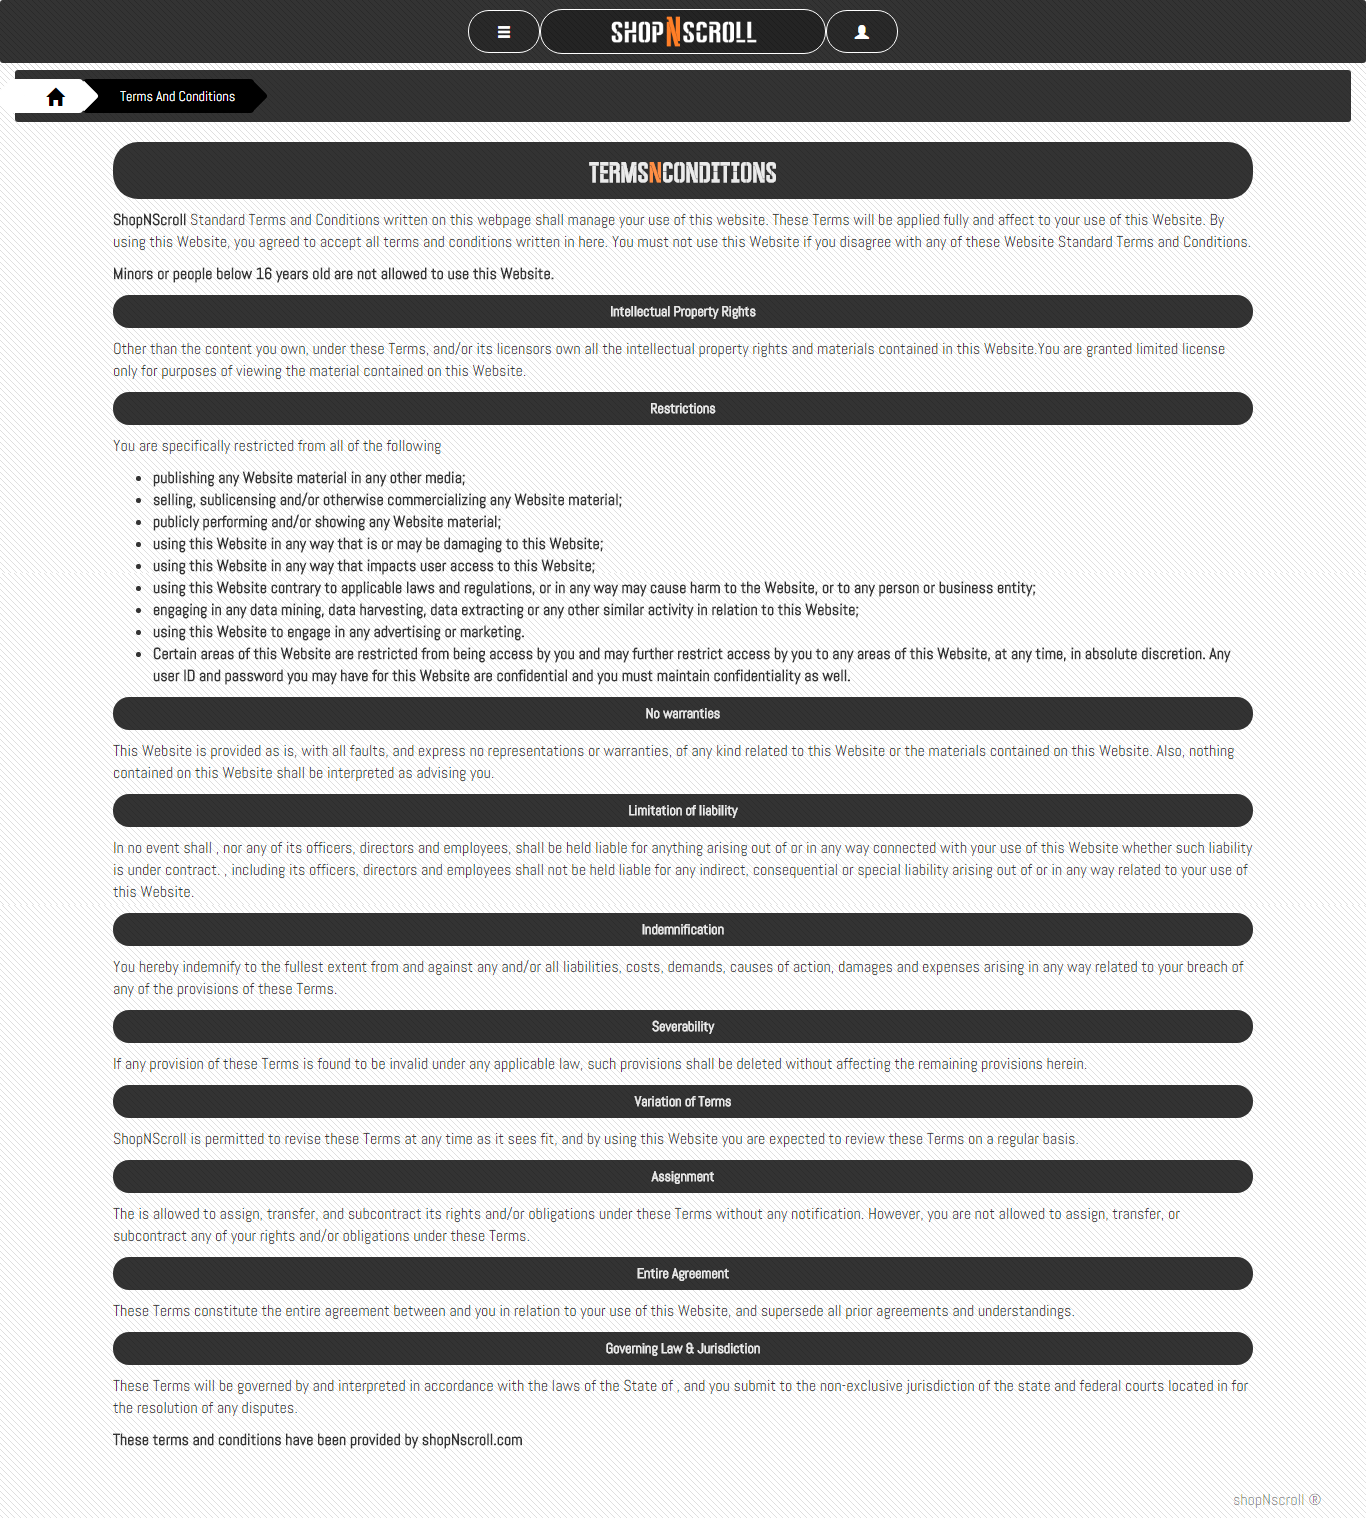 SHOPNSCROLL
Terms And Conditions
TERMSNCONDITIONS
ShopNScroll Standard Terms and Conditions written on this webpage shall manage your use of this website. These Terms will be applied fully and affect to your use of this Website. By
using this Website, you agreed to accept all terms and conditions written in here. You must not use this Website if you disagree with any of these Website Standard Terms and Conditions.
Minors or people below 16 years old are not allowed to use this Website.
Intellectual Property Rights
Other than the content you own, under these Terms, and/or its licensors own all the intellectual property rights and materials contained in this Website.You are granted limited license
only for purposes of viewing the material contained on this Website.
Restrictions
You are specifically restricted from all of the following
• publishing any Website material in any other media;
• selling, sublicensing and/or otherwise commercializing any Website material;
• publicly performing and/or showing any Website material;
• using this Website in any way that is or may be damaging to this Website;
• using this Website in any way that impacts user access to this Website;
• using this Website contrary to applicable laws and regulations, or in any way may cause harm to the Website, or to any person or business entity;
• engaging in any data mining, data harvesting, data extracting or any other similar activity in relation to this Website;
• using this Website to engage in any advertising or marketing.
• Certain areas of this Website are restricted from being access by you and may further restrict access by you to any areas of this Website, at any time, in absolute discretion. Any
user ID and password you may have for this Website are confidential and you must maintain confidentiality as well.
No warranties
This Website is provided as is, with all faults, and express no representations or warranties, of any kind related to this Website or the materials contained on this Website. Also, nothing
contained on this Website shall be interpreted as advising you.
Limitation of liability
In no event shall , nor any of its officers, directors and employees, shall be held liable for anything arising out of or in any way connected with your use of this Website whether such liability
is under contract. , including its officers, directors and employees shall not be held liable for any indirect, consequential or special liability arising out of or in any way related to your use of
this Website.
Indemnification
You hereby indemnify to the fullest extent from and against any and/or all liabilities, costs, demands, causes of action, damages and expenses arising in any way related to your breach of
any of the provisions of these Terms.
Severability
If any provision of these Terms is found to be invalid under any applicable law, such provisions shall be deleted without affecting the remaining provisions herein.
Variation of Terms
ShopNScroll is permitted to revise these Terms at any time as it sees fit, and by using this Website you are expected to review these Terms on a regular basis.
Assignment
The is allowed to assign, transfer, and subcontract its rights and/or obligations under these Terms without any notification. However, you are not allowed to assign, transfer, or
subcontract any of your rights and/or obligations under these Terms.
Entire Agreement
These Terms constitute the entire agreement between and you in relation to your use of this Website, and supersede all prior agreements and understandings.
Governing Law & Jurisdiction
These Terms will be governed by and interpreted in accordance with the laws of the State of , and you submit to the non-exclusive jurisdiction of the state and federal courts located in for
the resolution of any disputes.
These terms and conditions have been provided by shopNscroll.com
shopNscroll ®